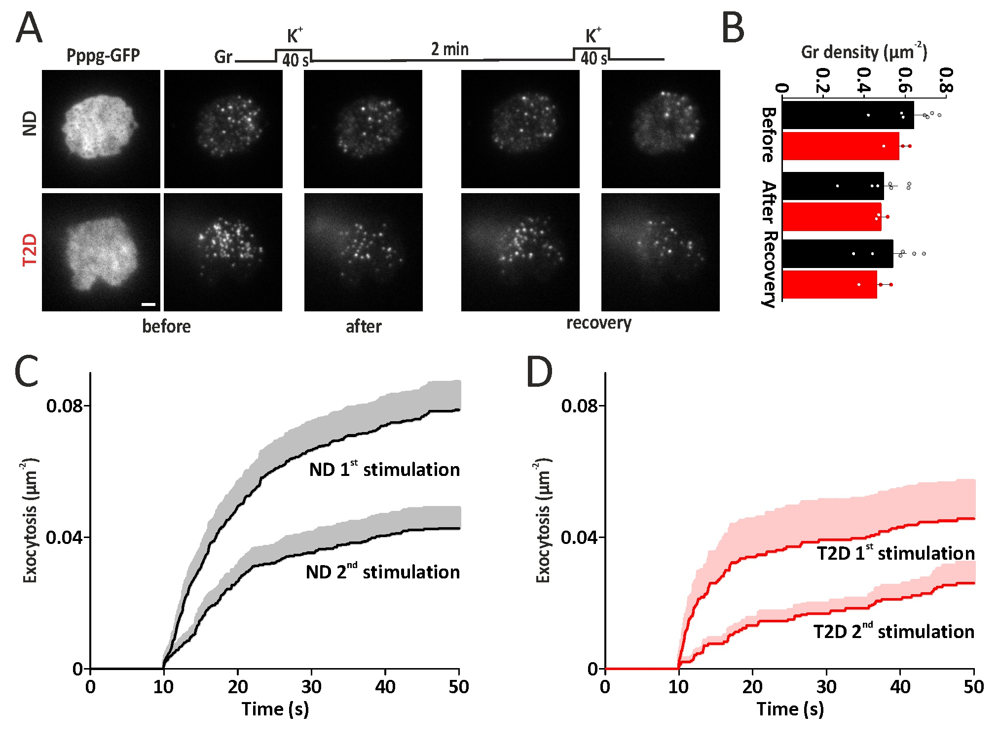 A
Pppg-GFP
Gr
K+
40 s
2 min
K+
40 s
ND
T2D
before
after
recovery
B
Gr density (µm-2)
0
0.2
0.4
0.6
0.8
Before
After
Recovery
C
Exocytosis (µm-2)
0.08
0.04
0
ND 1st stimulation
ND 2nd stimulation
0 10 20 30 40 50
Time (s)
D
Exocytosis (µm-2)
0.08
0.04
0
T2D 1st stimulation
T2D 2nd stimulation
0 10 20 30 40 50
Time (s)